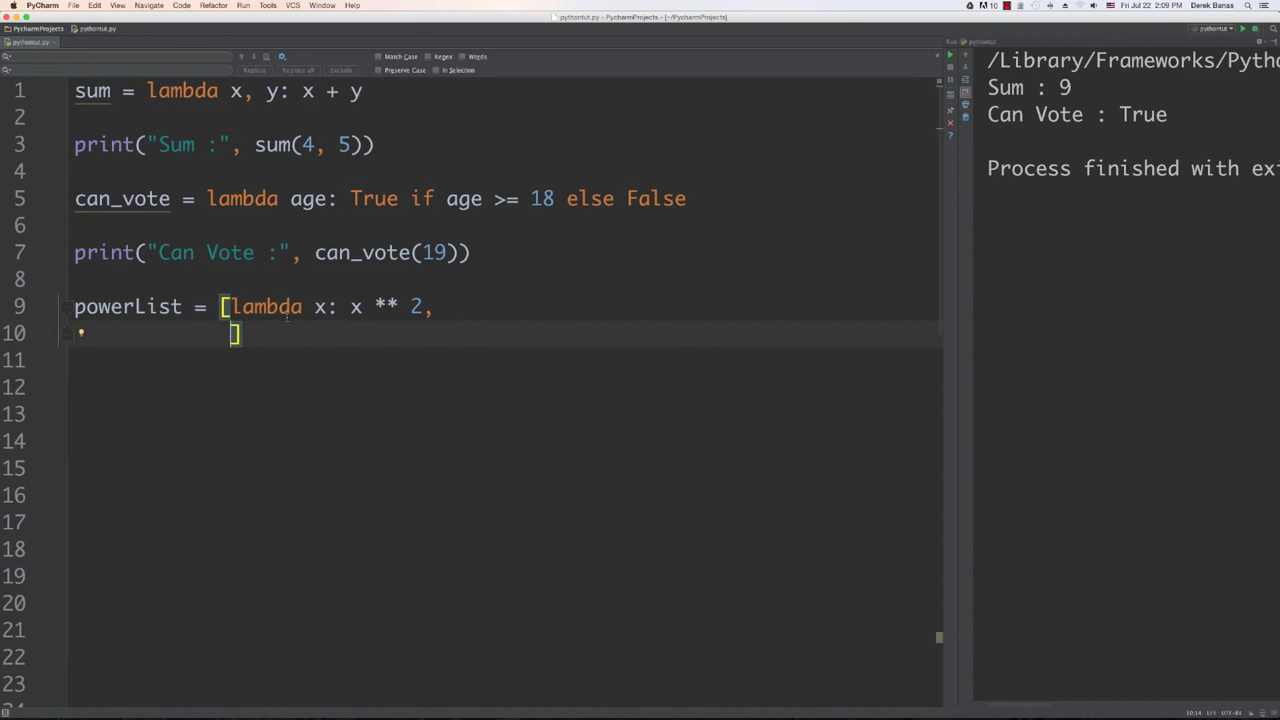 PyCharm File Edit View Navigate Code Refactor Run Tools VCS Window Help
10 Fri Jul 22 2:09 PM Derek Banas
pythontut.py - PyCharmProjects - [~/PycharmProjects]
PycharmProjects pythontut.py
pythontut
pythontut.py
Run pythontut
Match Case Regex Words
Replace Replace all Exclude Preserve Case In Selection
1 sum = lambda x, y: x + y
2
3 print("Sum :", sum(4, 5))
4
5 can_vote = lambda age: True if age >= 18 else False
6
7 print("Can Vote :", can_vote(19))
8
9 powerList = [lambda x: x ** 2,
10 ]
11
12
13
14
15
16
17
18
19
20
21
22
23
/Library/Frameworks/Pytho
Sum : 9
Can Vote : True
Process finished with exi
10:14 LF≑ UTF-8≑